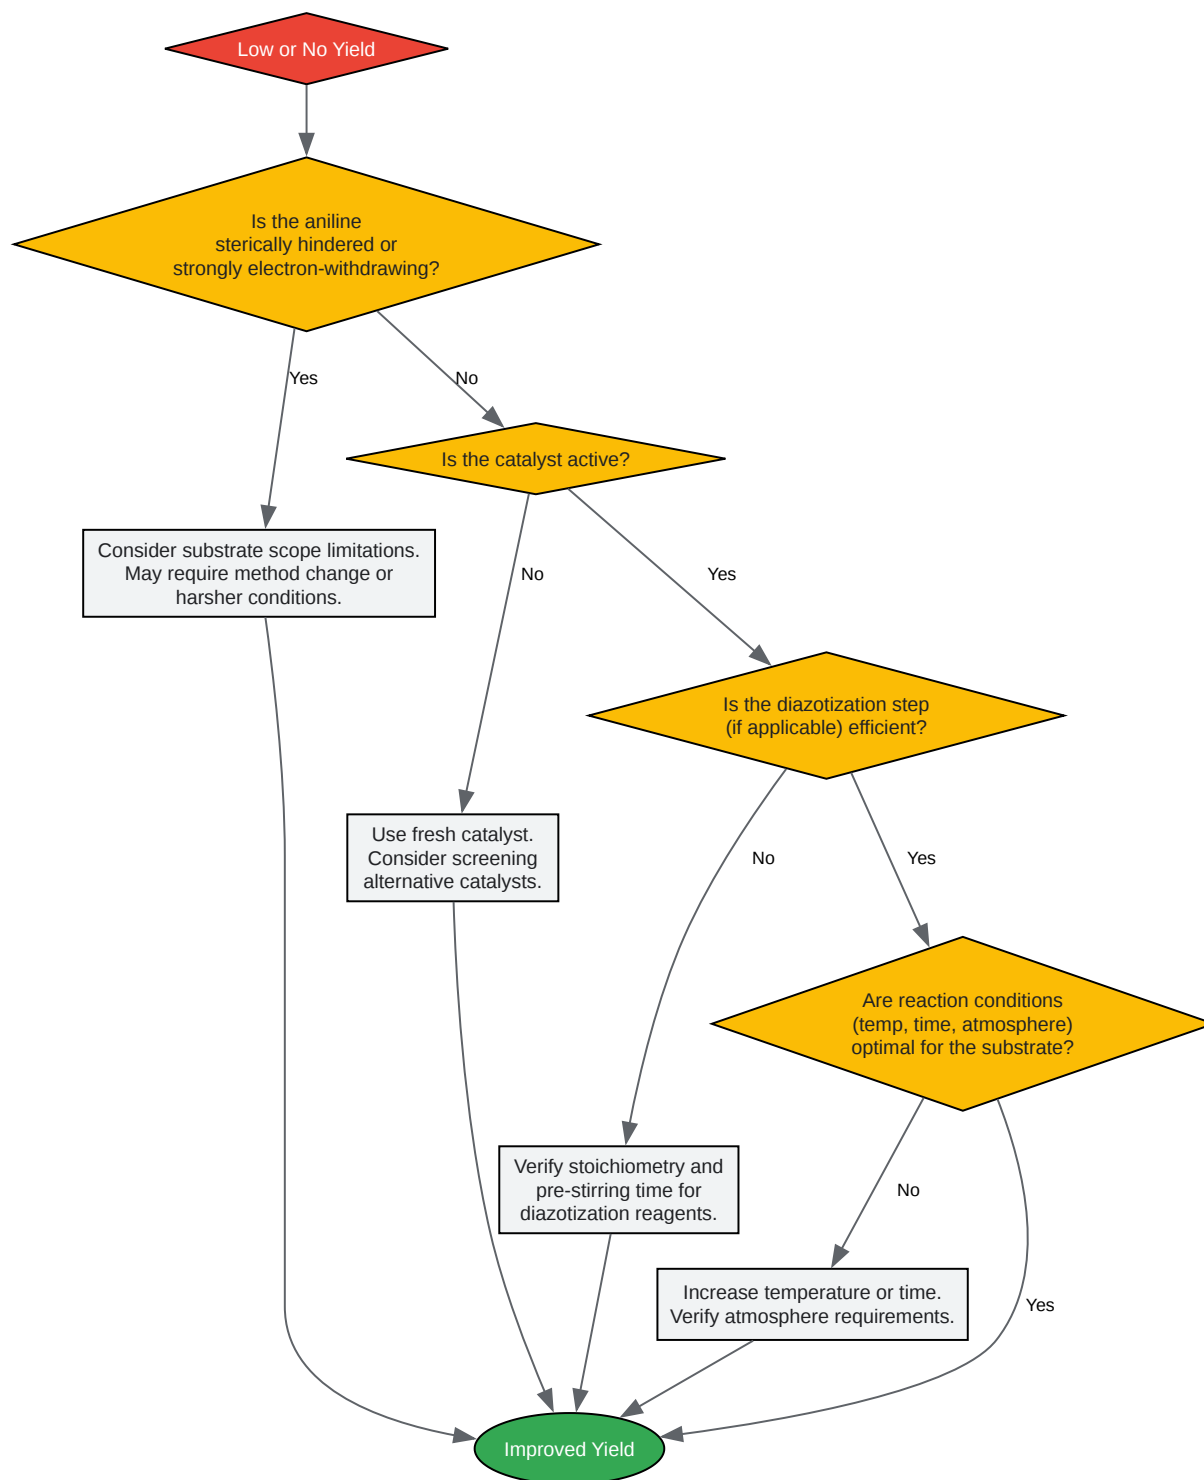 Low or No Yield
Is the aniline
sterically hindered or
strongly electron-withdrawing?
Yes
No
Is the catalyst active?
Consider substrate scope limitations.
May require method change or
harsher conditions.
No
Yes
Is the diazotization step
(if applicable) efficient?
Use fresh catalyst.
Consider screening
alternative catalysts.
No
Yes
Are reaction conditions
(temp, time, atmosphere)
optimal for the substrate?
Verify stoichiometry and
pre-stirring time for
diazotization reagents.
No
Increase temperature or time.
Verify atmosphere requirements.
Yes
Improved Yield